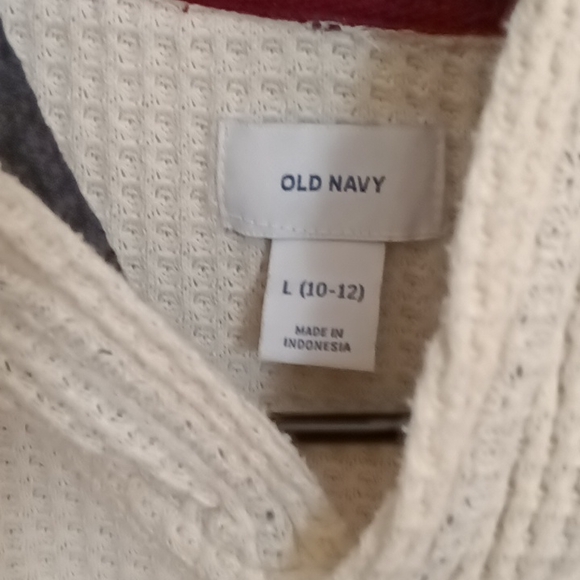 OLD NAVY
L (10-12)
MADE IN
INDONESIA